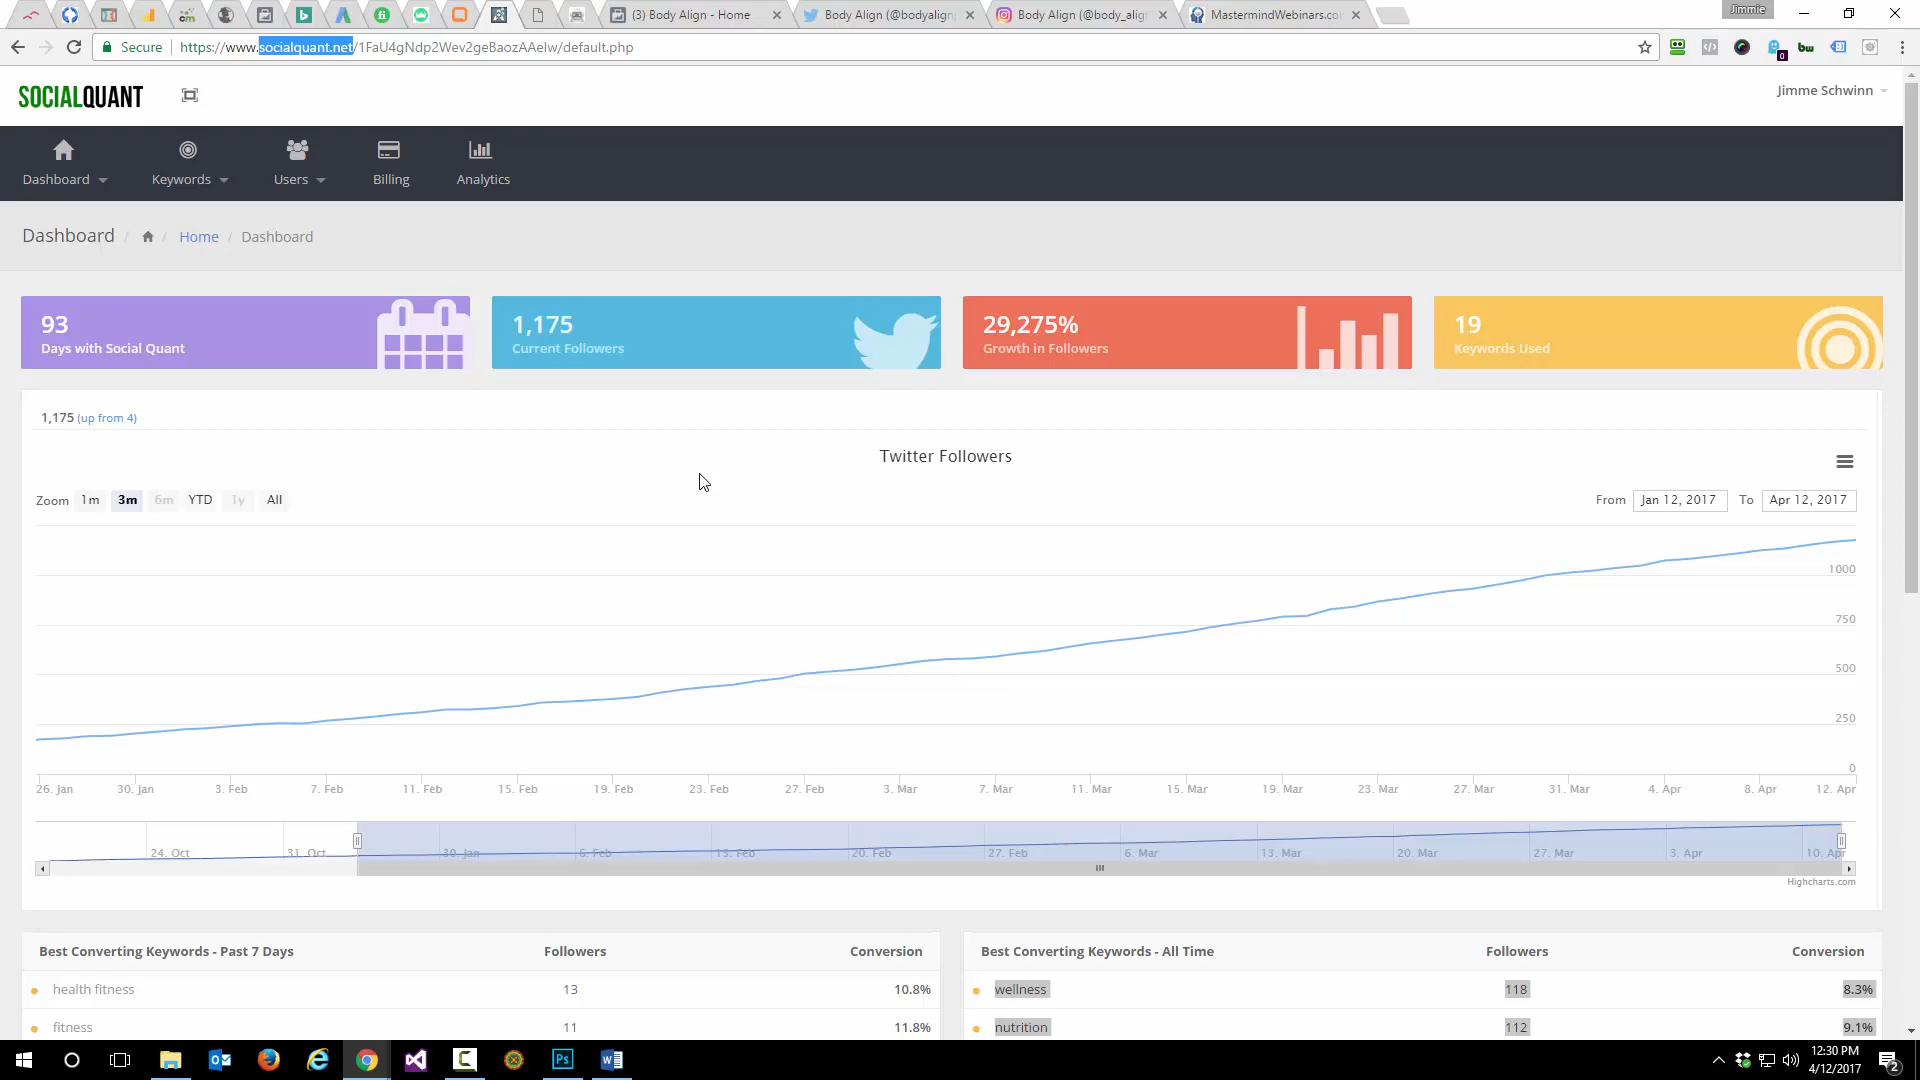 (3) Body Align - Home
Body Align (@bodyalign
Body Align (@body_alig
MastermindWebinars.co
Jimmie
Secure
https://www.socialquant.net/1FaU4gNdp2Wev2geBaozAAelw/default.php
0
bw
SOCIALQUANT
Jimme Schwinn
Dashboard
Keywords
Users
Billing
Analytics
Dashboard / / Home / Dashboard
93
Days with Social Quant
1,175
Current Followers
29,275%
Growth in Followers
19
Keywords Used
1,175 (up from 4)
Twitter Followers
Zoom 1m 3m 6m YTD 1y All
From Jan 12, 2017 To Apr 12, 2017
1000
750
500
250
0
26. Jan 30. Jan 3. Feb 7. Feb 11. Feb 15. Feb 19. Feb 23. Feb 27. Feb 3. Mar 7. Mar 11. Mar 15. Mar 19. Mar 23. Mar 27. Mar 31. Mar 4. Apr 8. Apr 12. Apr
24. Oct 31. Oct 30. Jan 6. Feb 13. Feb 20. Feb 27. Feb 6. Mar 13. Mar 20. Mar 27. Mar 3. Apr 10. Apr
Highcharts.com
Best Converting Keywords - Past 7 Days Followers Conversion
health fitness 13 10.8%
fitness 11 11.8%
Best Converting Keywords - All Time Followers Conversion
wellness 118 8.3%
nutrition 112 9.1%
12:30 PM
4/12/2017
2